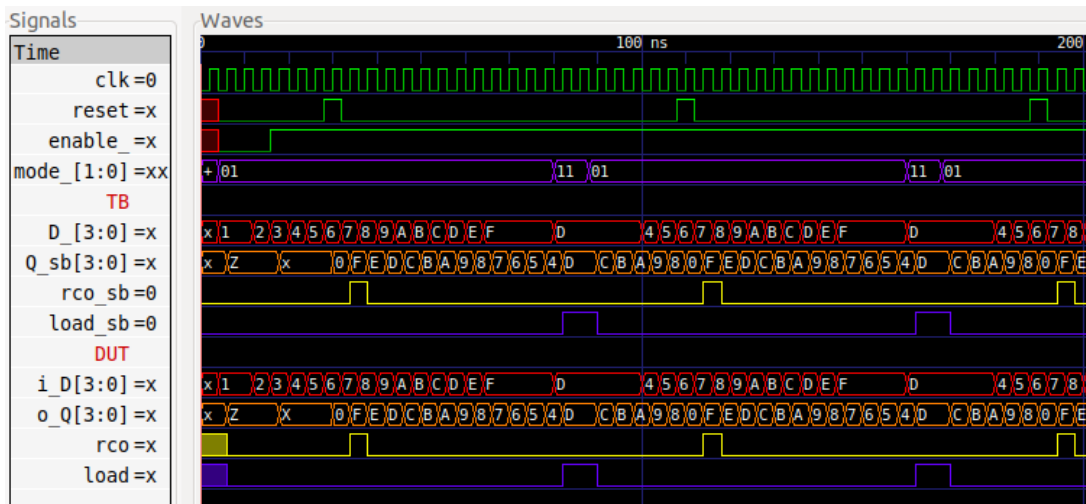 Signals Waves
Time 0 100 ns 200
clk=0
reset=x
enable_=x
mode_[1:0]=xx + 01 11 01 11 01
TB
D_[3:0]=x x 1 2 3 4 5 6 7 8 9 A B C D E F D 4 5 6 7 8 9 A B C D E F D 4 5 6 7 8
Q_sb[3:0]=x x Z x 0 F E D C B A 9 8 7 6 5 4 D C B A 9 8 0 F E D C B A 9 8 7 6 5 4 D C B A 9 8 0 F E
rco_sb=0
load_sb=0
DUT
i_D[3:0]=x x 1 2 3 4 5 6 7 8 9 A B C D E F D 4 5 6 7 8 9 A B C D E F D 4 5 6 7 8
o_Q[3:0]=x x Z X 0 F E D C B A 9 8 7 6 5 4 D C B A 9 8 0 F E D C B A 9 8 7 6 5 4 D C B A 9 8 0 F E
rco=x
load=x